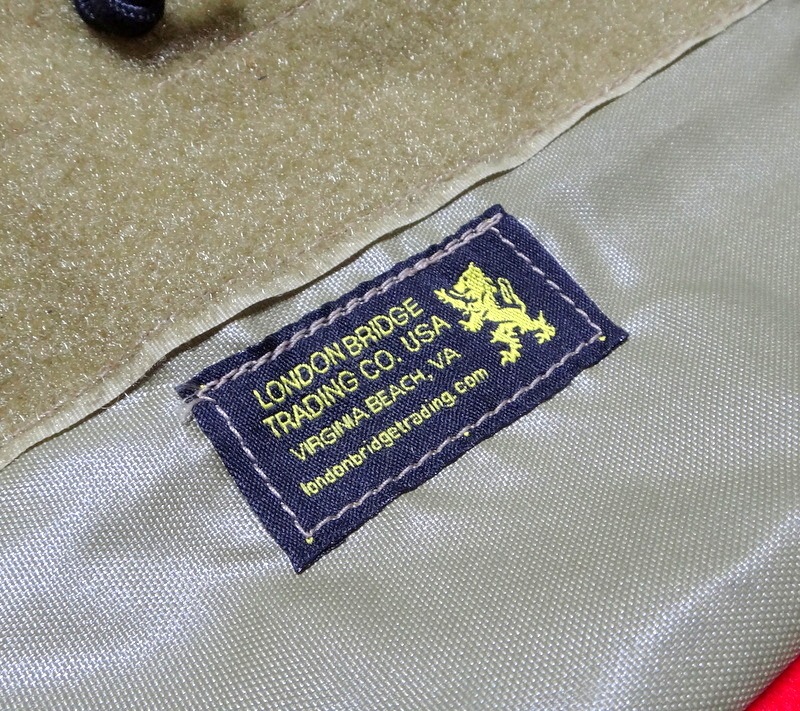 LONDON BRIDGE
TRADING CO. USA
VIRGINIA BEACH, VA
londonbridgetrading.com